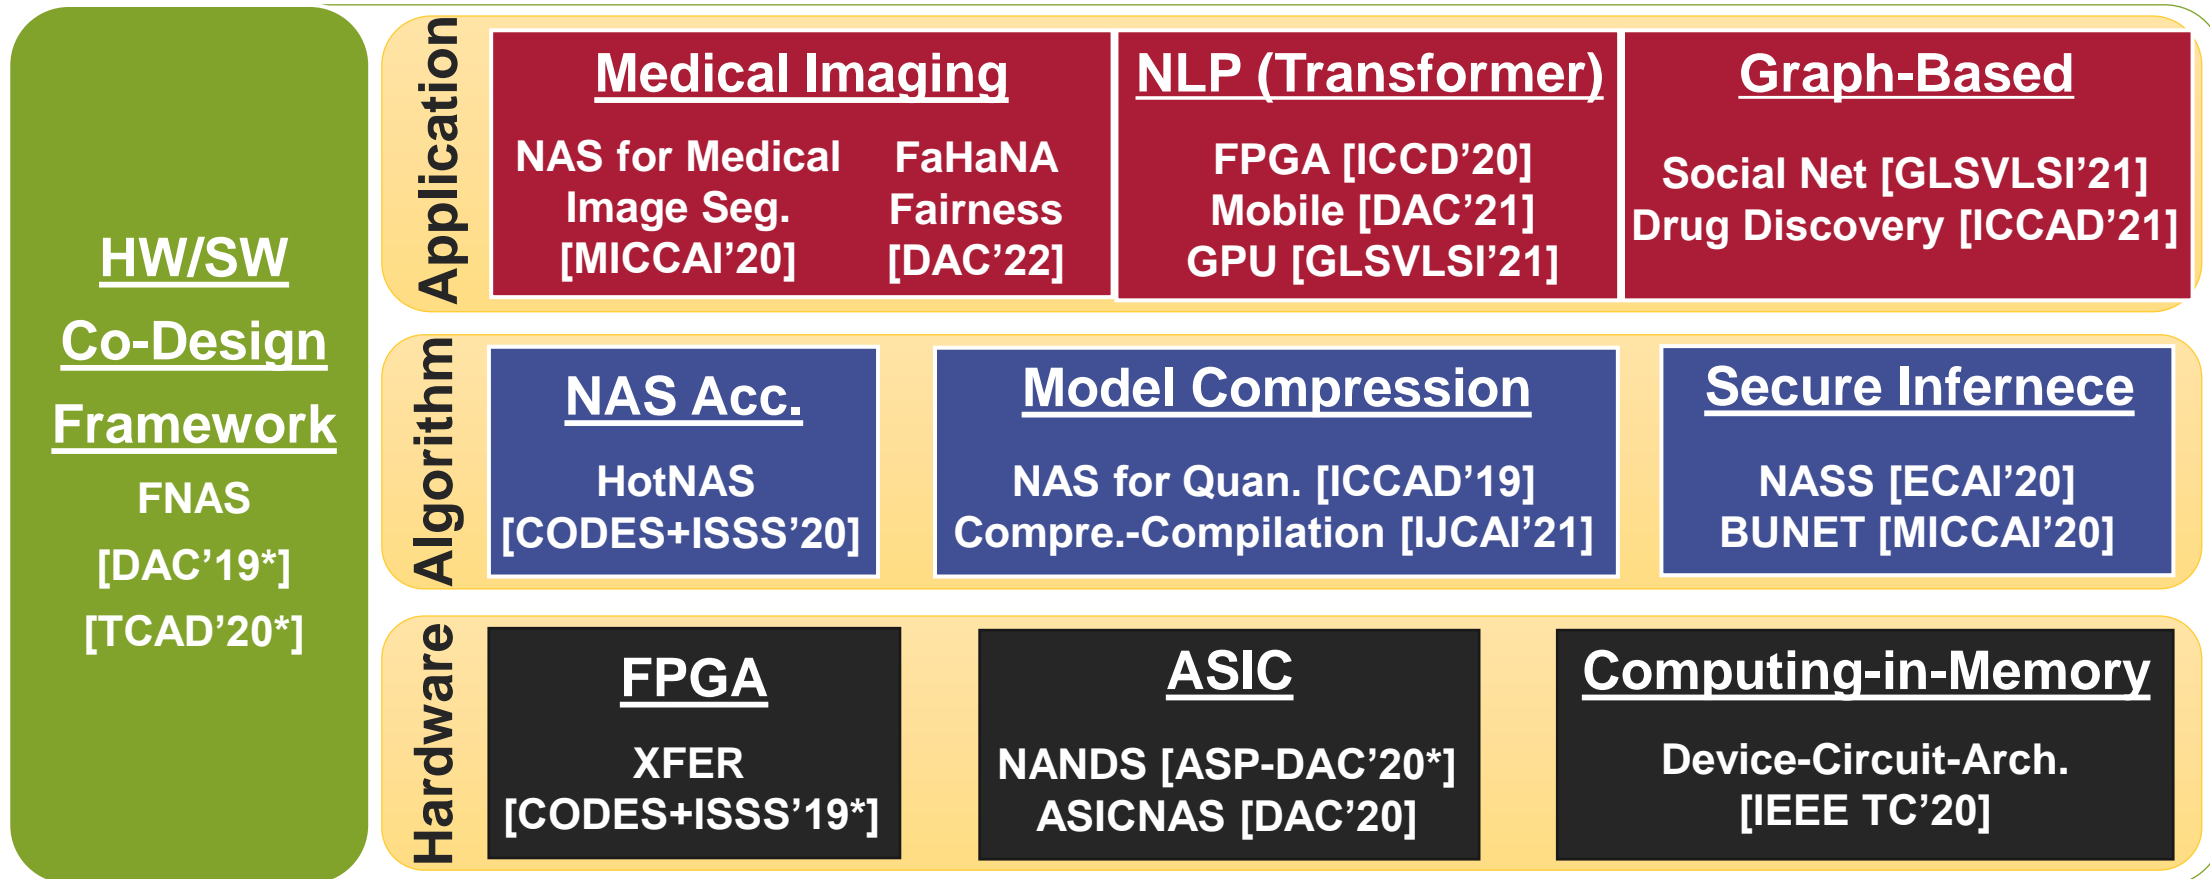 HW/SW
Co-Design
Framework
FNAS
[DAC’19*]
[TCAD’20*]
Application
Medical Imaging
NAS for Medical
Image Seg.
[MICCAI’20]
FaHaNA
Fairness
[DAC’22]
NLP (Transformer)
FPGA [ICCD’20]
Mobile [DAC’21]
GPU [GLSVLSI’21]
Graph-Based
Social Net [GLSVLSI’21]
Drug Discovery [ICCAD’21]
Algorithm
NAS Acc.
HotNAS
[CODES+ISSS’20]
Model Compression
NAS for Quan. [ICCAD’19]
Compre.-Compilation [IJCAI’21]
Secure Infernece
NASS [ECAI’20]
BUNET [MICCAI’20]
Hardware
FPGA
XFER
[CODES+ISSS’19*]
ASIC
NANDS [ASP-DAC’20*]
ASICNAS [DAC’20]
Computing-in-Memory
Device-Circuit-Arch.
[IEEE TC’20]